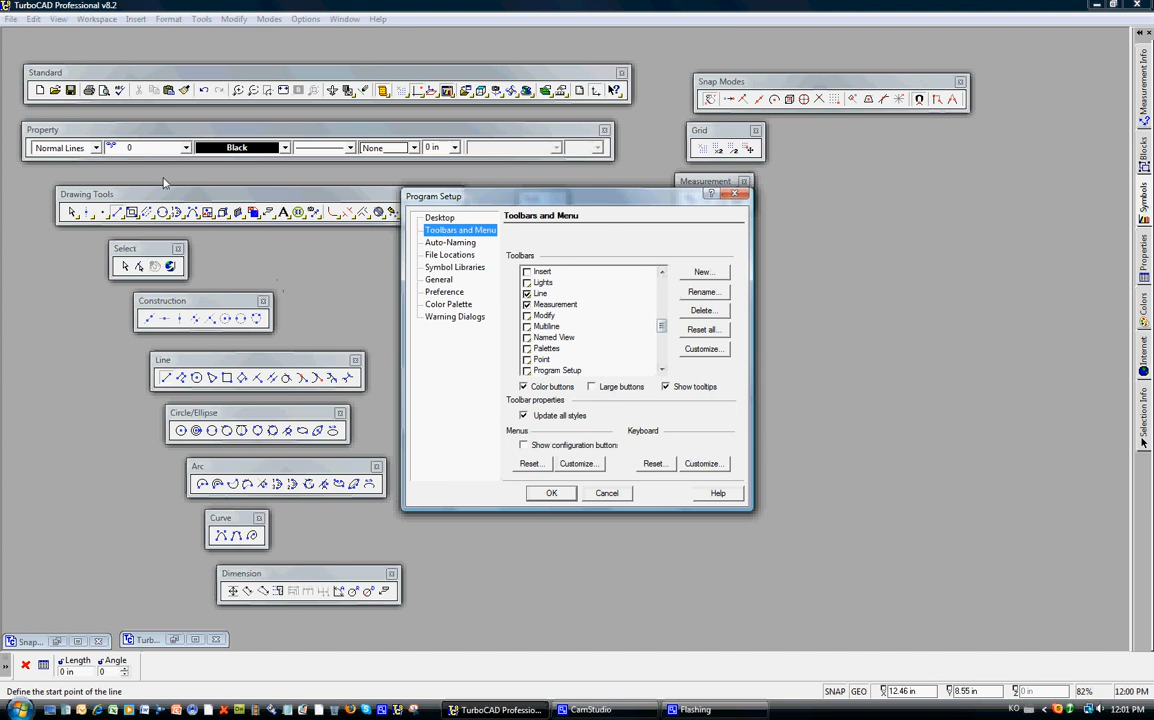 TurboCAD Professional v8.2
File Edit View Workspace Insert Format Tools Modify Modes Options Window Help
Standard
Snap Modes
Property
Grid
Normal Lines 0 Black None 0 in
Drawing Tools
Measurement
Select
Construction
Line
Circle/Ellipse
Arc
Curve
Dimension
Program Setup
Desktop
Toolbars and Menu
Auto-Naming
File Locations
Symbol Libraries
General
Preference
Color Palette
Warning Dialogs
Toolbars and Menu
Toolbars
Insert
Lights
Line
Measurement
Modify
Multiline
Named View
Palettes
Point
Program Setup
New...
Rename...
Delete...
Reset all...
Customize...
Color buttons Large buttons Show tooltips
Toolbar properties
Update all styles
Menus Keyboard
Show configuration buttons
Reset... Customize... Reset... Customize...
OK Cancel Help
Measurement Info
Blocks
Symbols
Properties
Colors
Internet
Selection Info
Snap... Turb...
Length Angle
0 in 0
Define the start point of the line
SNAP GEO 12.46 in 8.55 in 0 in 82% 12:00 PM
TurboCAD Professio... CamStudio Flashing KO 12:01 PM